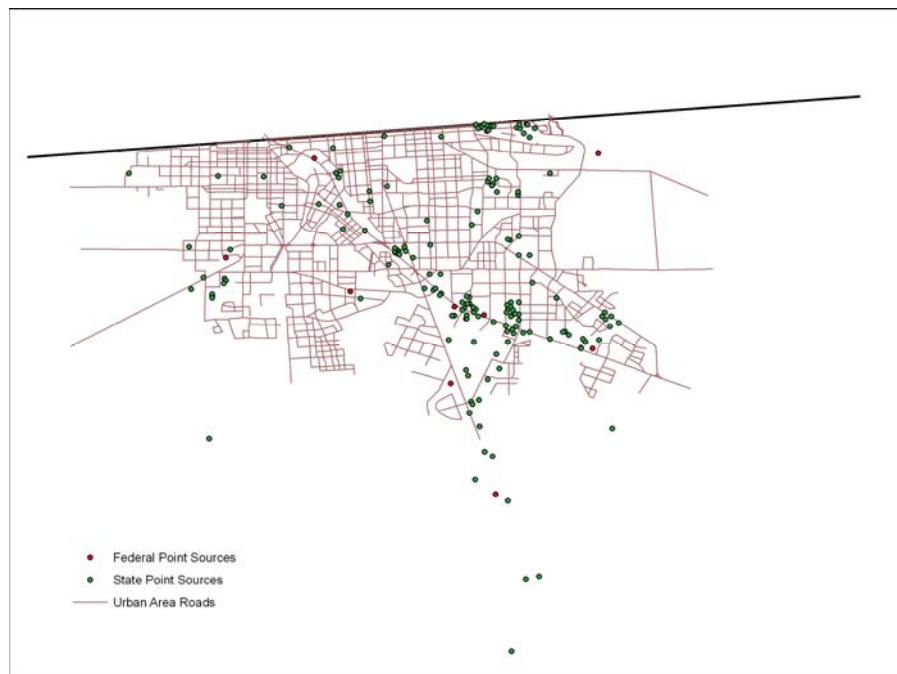 Federal Point Sources
State Point Sources
Urban Area Roads